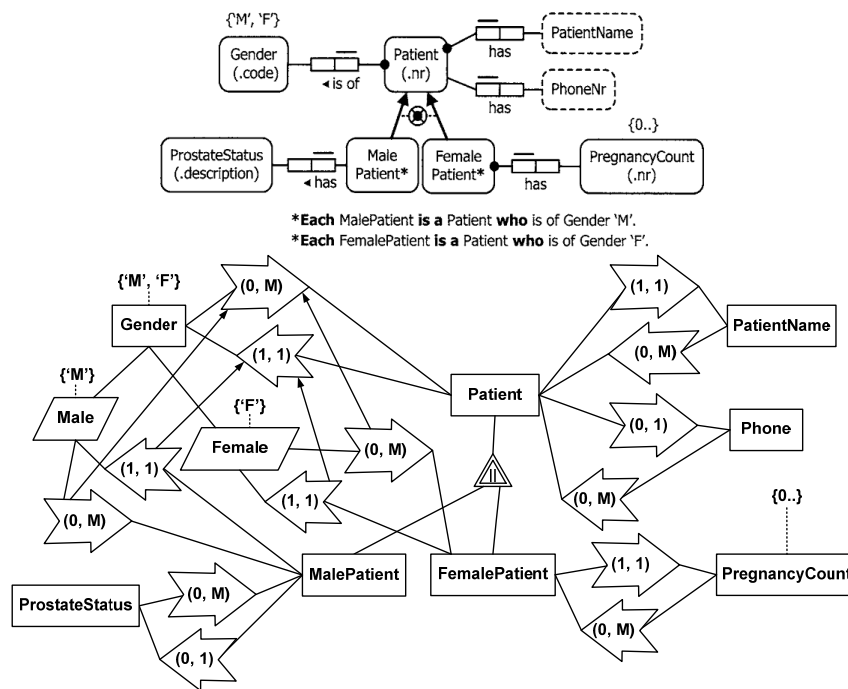 {'M', 'F'}
Gender
(.code)
◄ is of
Patient
(.nr)
has
PatientName
has
PhoneNr
ProstateStatus
(.description)
◄ has
Male
Patient*
Female
Patient*
has
{0..}
PregnancyCount
(.nr)
*Each MalePatient is a Patient who is of Gender 'M'.
*Each FemalePatient is a Patient who is of Gender 'F'.
{'M', 'F'}
Gender
(0, M)
(1, 1)
{'M'}
Male
{'F'}
Female
(1, 1)
(0, M)
(0, M)
(1, 1)
Patient
(1, 1)
(0, M)
PatientName
(0, 1)
(0, M)
Phone
||
MalePatient
FemalePatient
(1, 1)
(0, M)
{0..}
PregnancyCount
ProstateStatus
(0, M)
(0, 1)